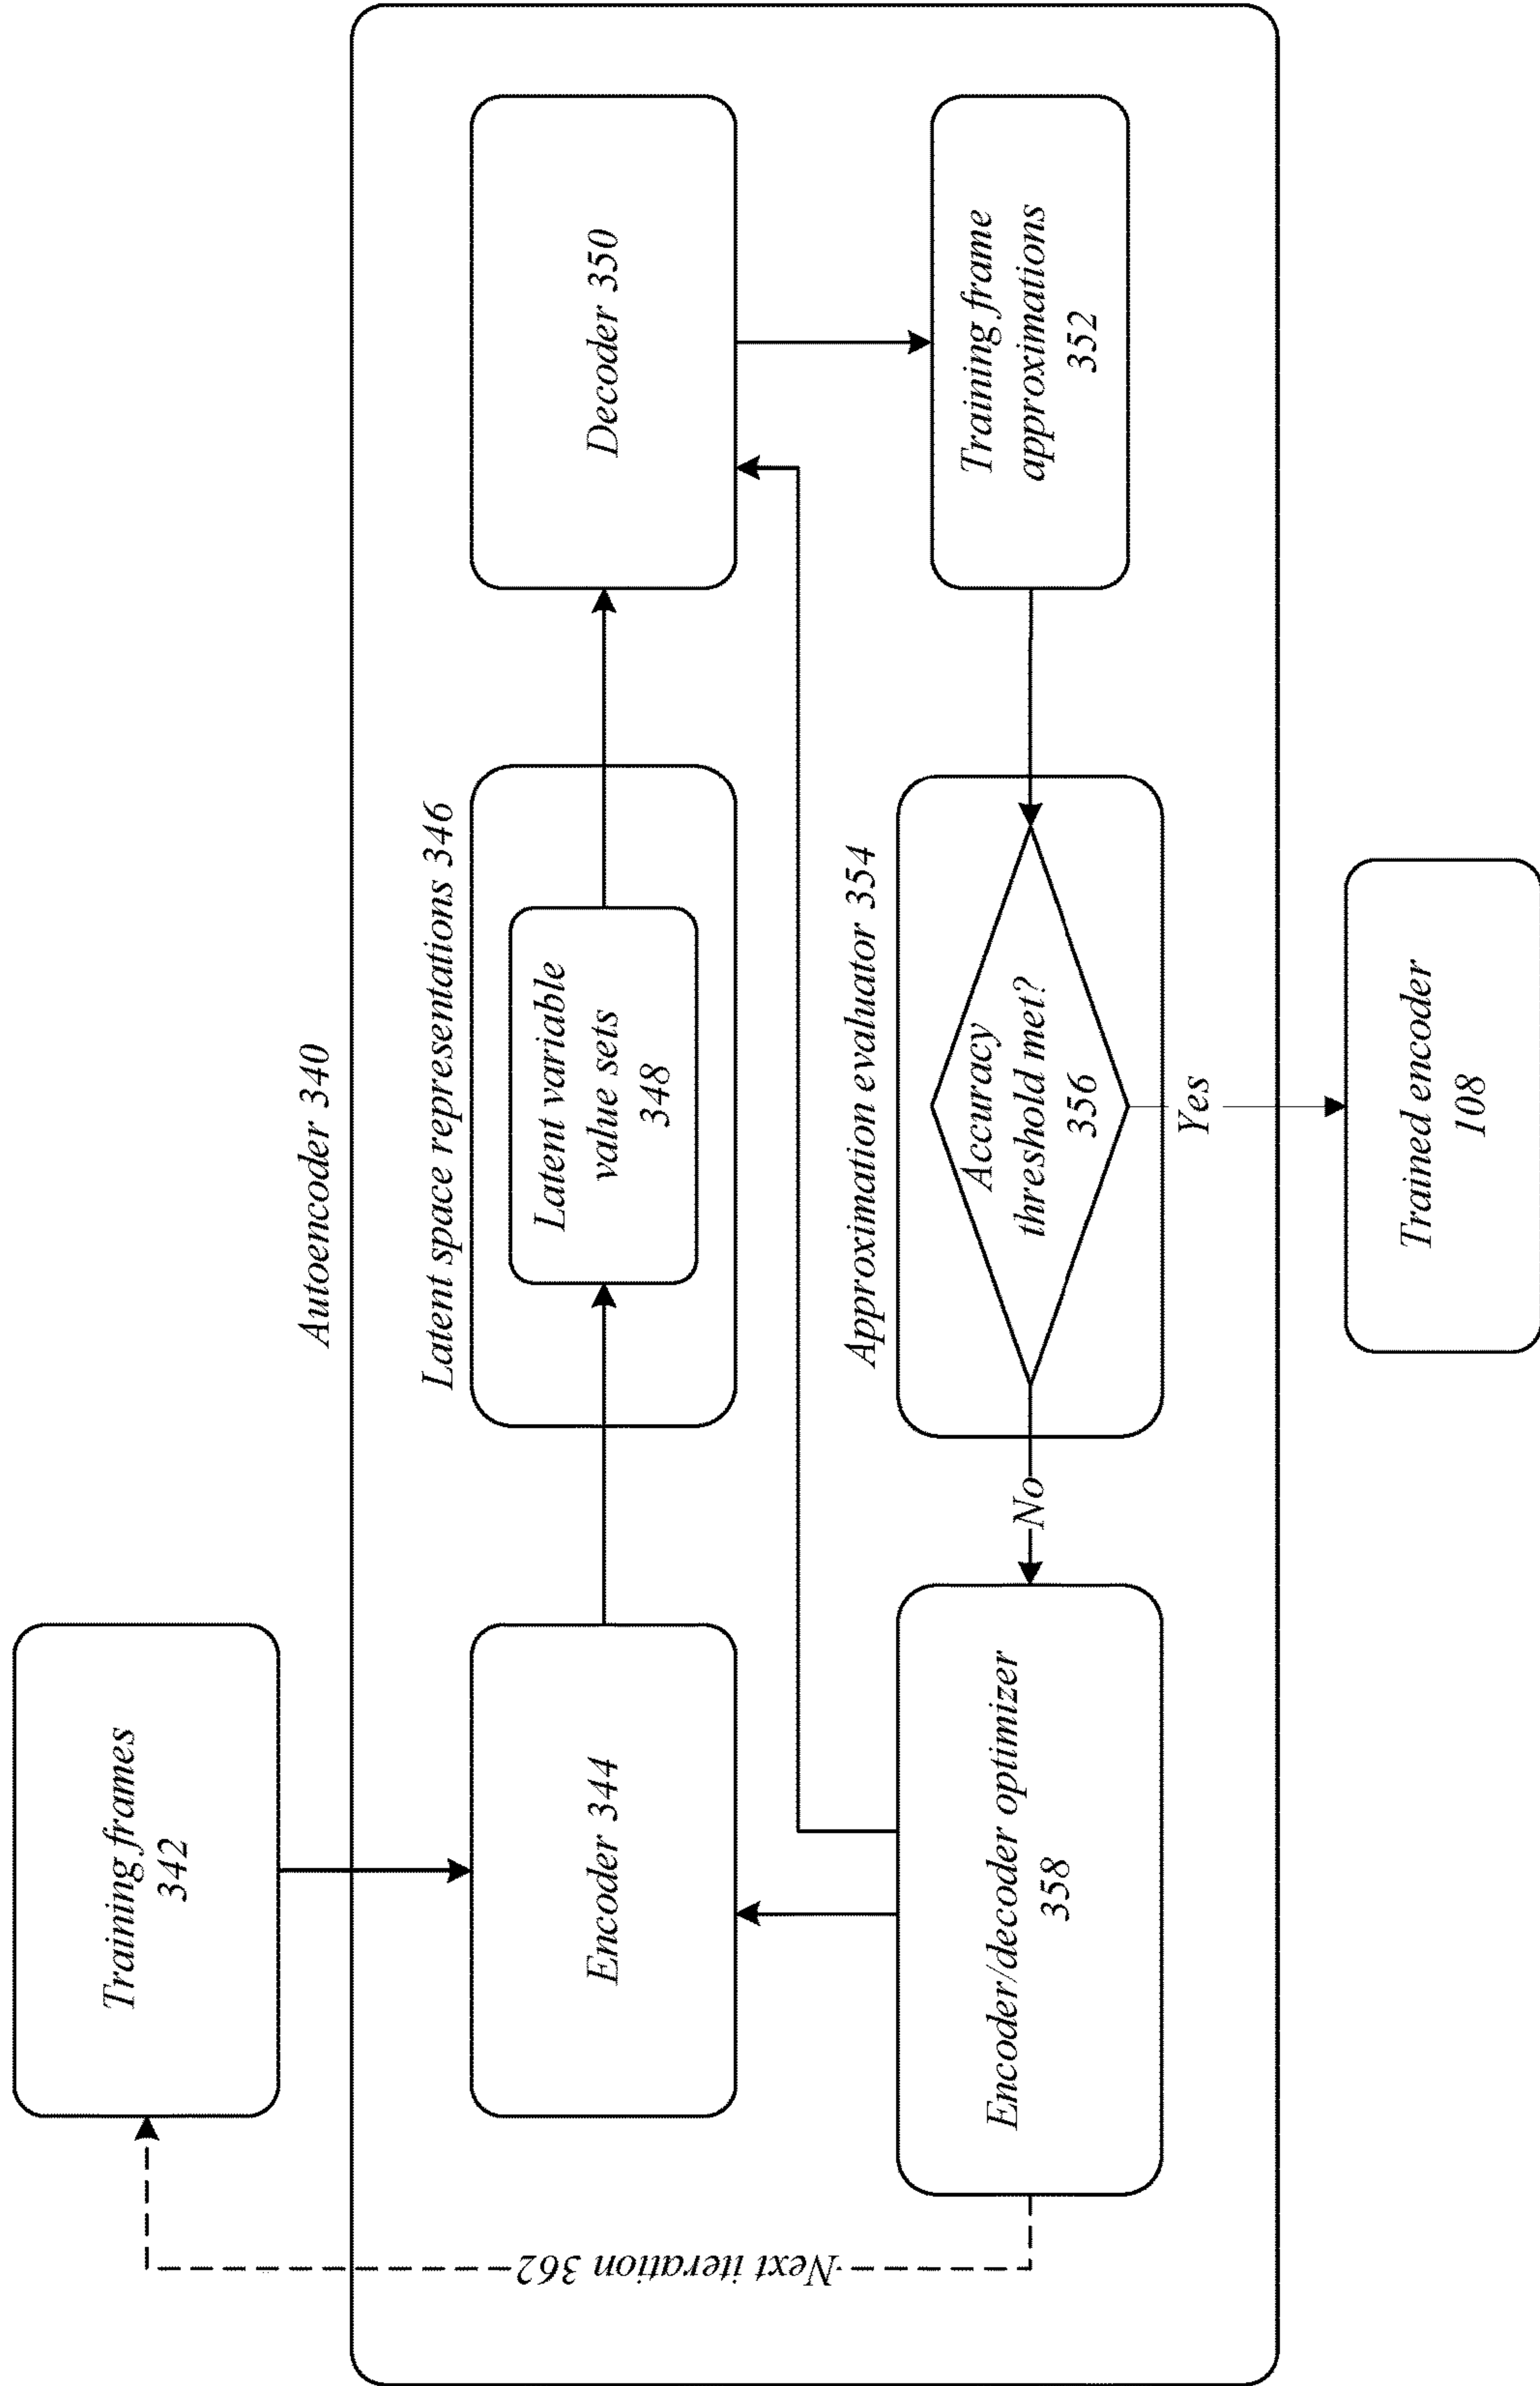 Training frames
342
Autoencoder 340
Latent space representations 346
Encoder 344
Latent variable
value sets
348
Decoder 350
Next iteration 362
Approximation evaluator 354
Encoder/decoder optimizer
358
No
Accuracy
threshold met?
356
Training frame
approximations
352
Yes
Trained encoder
108